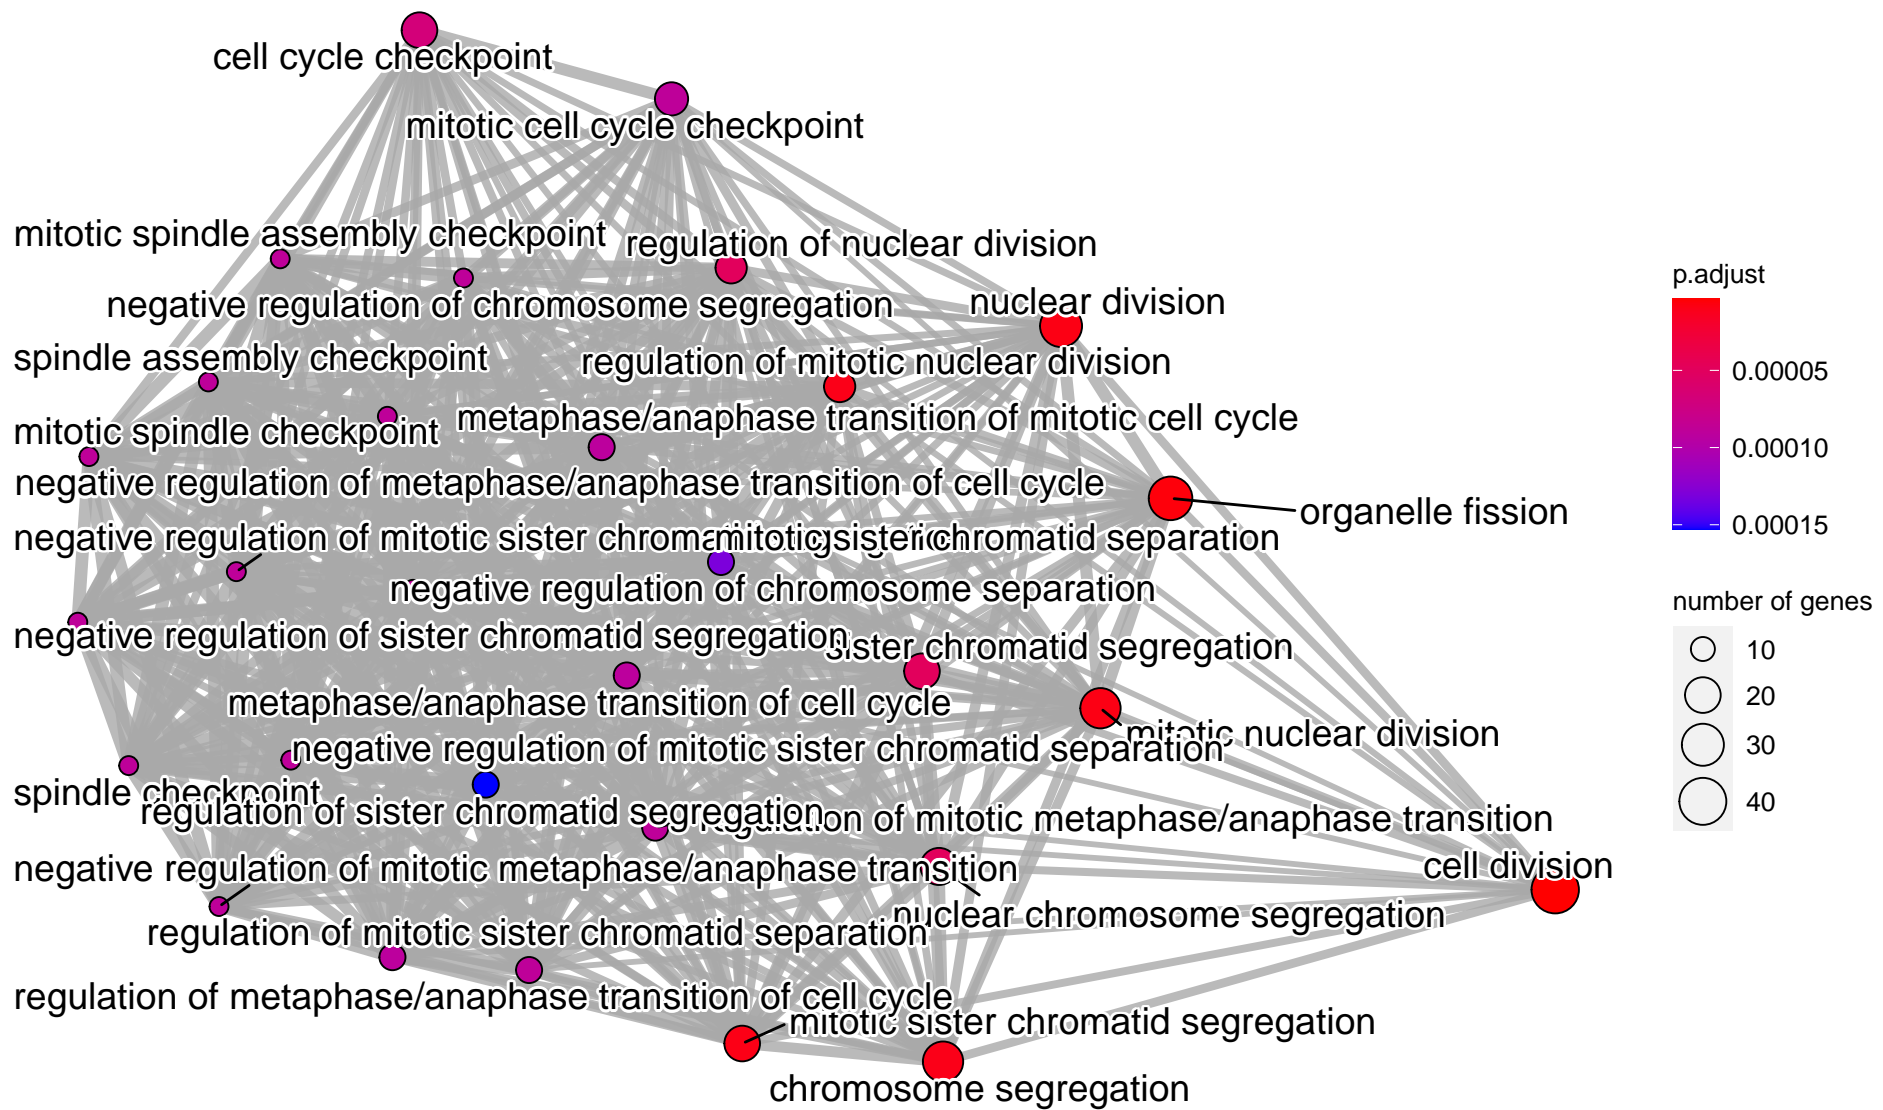 cell cycle checkpoint
mitotic cell cycle checkpoint
mitotic spindle assembly checkpoint
regulation of nuclear division
negative regulation of chromosome segregation
nuclear division
spindle assembly checkpoint
regulation of mitotic nuclear division
mitotic spindle checkpoint
metaphase/anaphase transition of mitotic cell cycle
negative regulation of metaphase/anaphase transition of cell cycle
organelle fission
negative regulation of mitotic sister
mitotic sister chromatid separation
negative regulation of chromosome separation
negative regulation of sister chromatid segregation
sister chromatid segregation
metaphase/anaphase transition of cell cycle
mitotic nuclear division
negative regulation of mitotic sister chromatid separation
spindle checkpoint
regulation of sister chromatid segregation
regulation of mitotic metaphase/anaphase transition
negative regulation of mitotic metaphase/anaphase transition
cell division
nuclear chromosome segregation
regulation of mitotic sister chromatid separation
regulation of metaphase/anaphase transition of cell cycle
mitotic sister chromatid segregation
chromosome segregation
p.adjust
0.00005
0.00010
0.00015
number of genes
10
20
30
40